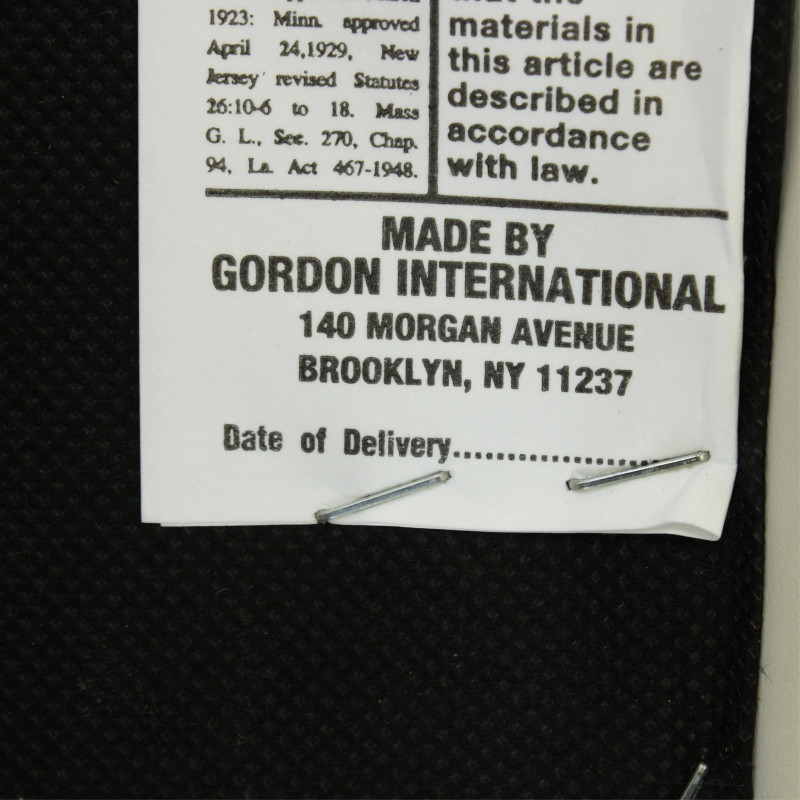 1923: Minn. approved
April 24,1929, New
Jersey revised Statutes
26:10-6 to 18. Mass
G. L., Sec. 270, Chap.
94, La. Act 467-1948.
that the
materials in
this article are
described in
accordance
with law.
MADE BY
GORDON INTERNATIONAL
140 MORGAN AVENUE
BROOKLYN, NY 11237
Date of Delivery......................